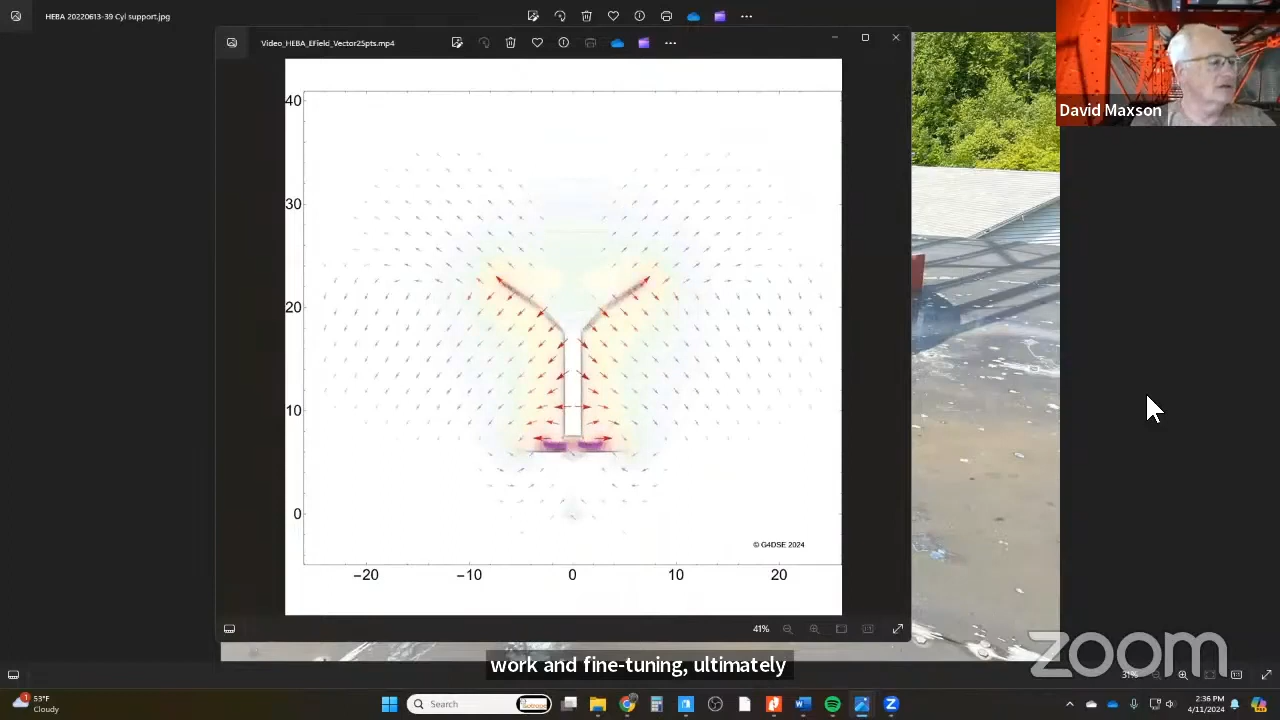 HEBA 20220613-39 Cyl support.jpg
Video_HEBA_EField_Vector25pts.mp4
David Maxson
40
30
20
10
0
−20
−10
0
10
20
© G4DSE 2024
41%
work and fine-tuning, ultimately
zoom
31%
53°F
Cloudy
Search
2:36 PM
4/11/2024